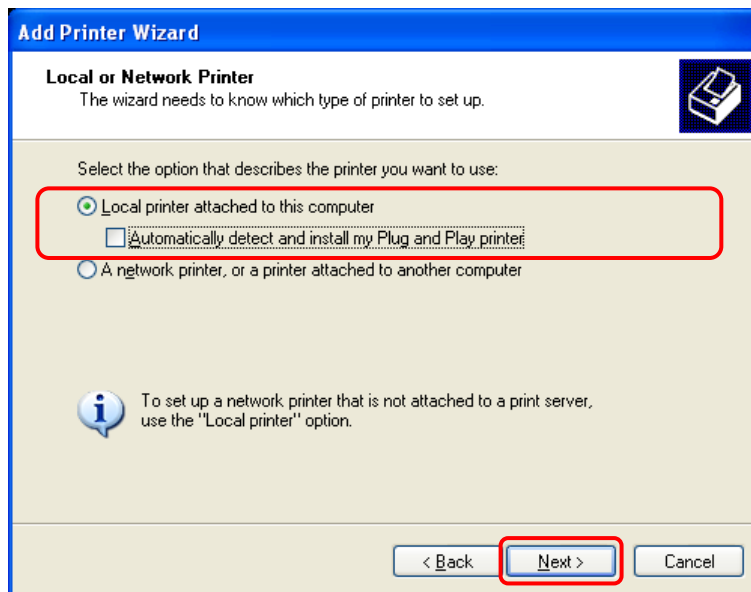 Add Printer Wizard
Local or Network Printer
The wizard needs to know which type of printer to set up.
Select the option that describes the printer you want to use:
Local printer attached to this computer
Automatically detect and install my Plug and Play printer
A network printer, or a printer attached to another computer
To set up a network printer that is not attached to a print server,
use the "Local printer" option.
< Back
Next >
Cancel